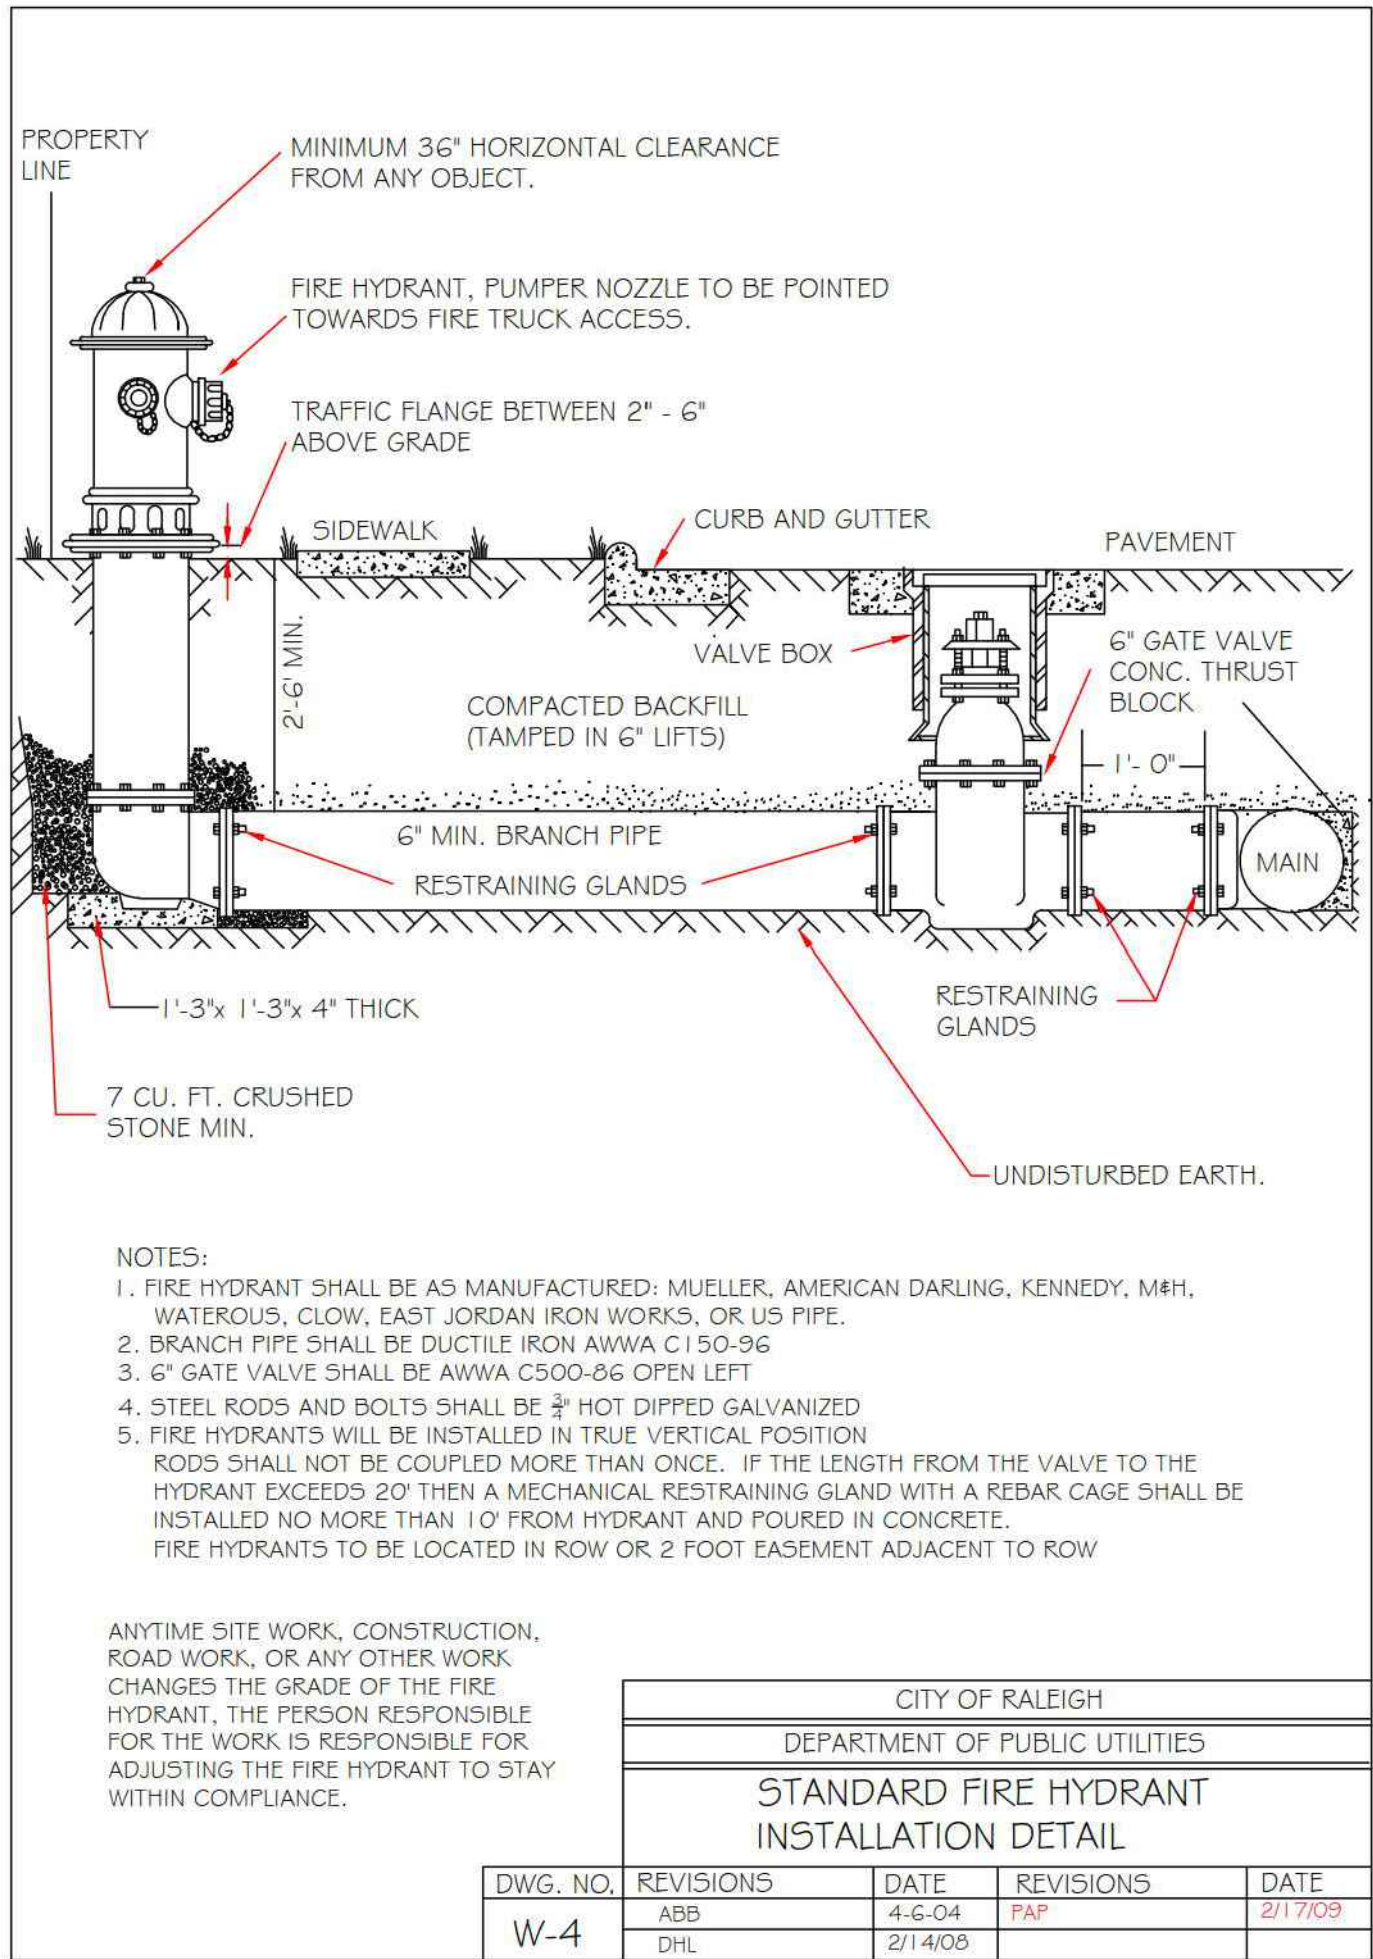 PROPERTY
LINE
MINIMUM 36" HORIZONTAL CLEARANCE
FROM ANY OBJECT.
FIRE HYDRANT, PUMPER NOZZLE TO BE POINTED
TOWARDS FIRE TRUCK ACCESS.
TRAFFIC FLANGE BETWEEN 2" - 6"
ABOVE GRADE
SIDEWALK
CURB AND GUTTER
PAVEMENT
2'-6' MIN.
VALVE BOX
6" GATE VALVE
CONC. THRUST
BLOCK
COMPACTED BACKFILL
(TAMPED IN 6" LIFTS)
1'- 0"
6" MIN. BRANCH PIPE
RESTRAINING GLANDS
MAIN
1'-3"x 1'-3"x 4" THICK
RESTRAINING
GLANDS
7 CU. FT. CRUSHED
STONE MIN.
UNDISTURBED EARTH.
NOTES:
1. FIRE HYDRANT SHALL BE AS MANUFACTURED: MUELLER, AMERICAN DARLING, KENNEDY, M&H,
WATEROUS, CLOW, EAST JORDAN IRON WORKS, OR US PIPE.
2. BRANCH PIPE SHALL BE DUCTILE IRON AWWA C150-96
3. 6" GATE VALVE SHALL BE AWWA C500-86 OPEN LEFT
4. STEEL RODS AND BOLTS SHALL BE 3/4" HOT DIPPED GALVANIZED
5. FIRE HYDRANTS WILL BE INSTALLED IN TRUE VERTICAL POSITION
RODS SHALL NOT BE COUPLED MORE THAN ONCE. IF THE LENGTH FROM THE VALVE TO THE
HYDRANT EXCEEDS 20' THEN A MECHANICAL RESTRAINING GLAND WITH A REBAR CAGE SHALL BE
INSTALLED NO MORE THAN 10' FROM HYDRANT AND POURED IN CONCRETE.
FIRE HYDRANTS TO BE LOCATED IN ROW OR 2 FOOT EASEMENT ADJACENT TO ROW
ANYTIME SITE WORK, CONSTRUCTION,
ROAD WORK, OR ANY OTHER WORK
CHANGES THE GRADE OF THE FIRE
HYDRANT, THE PERSON RESPONSIBLE
FOR THE WORK IS RESPONSIBLE FOR
ADJUSTING THE FIRE HYDRANT TO STAY
WITHIN COMPLIANCE.
CITY OF RALEIGH
DEPARTMENT OF PUBLIC UTILITIES
STANDARD FIRE HYDRANT
INSTALLATION DETAIL
DWG. NO. REVISIONS DATE REVISIONS DATE
W-4
ABB 4-6-04 PAP 2/17/09
DHL 2/14/08